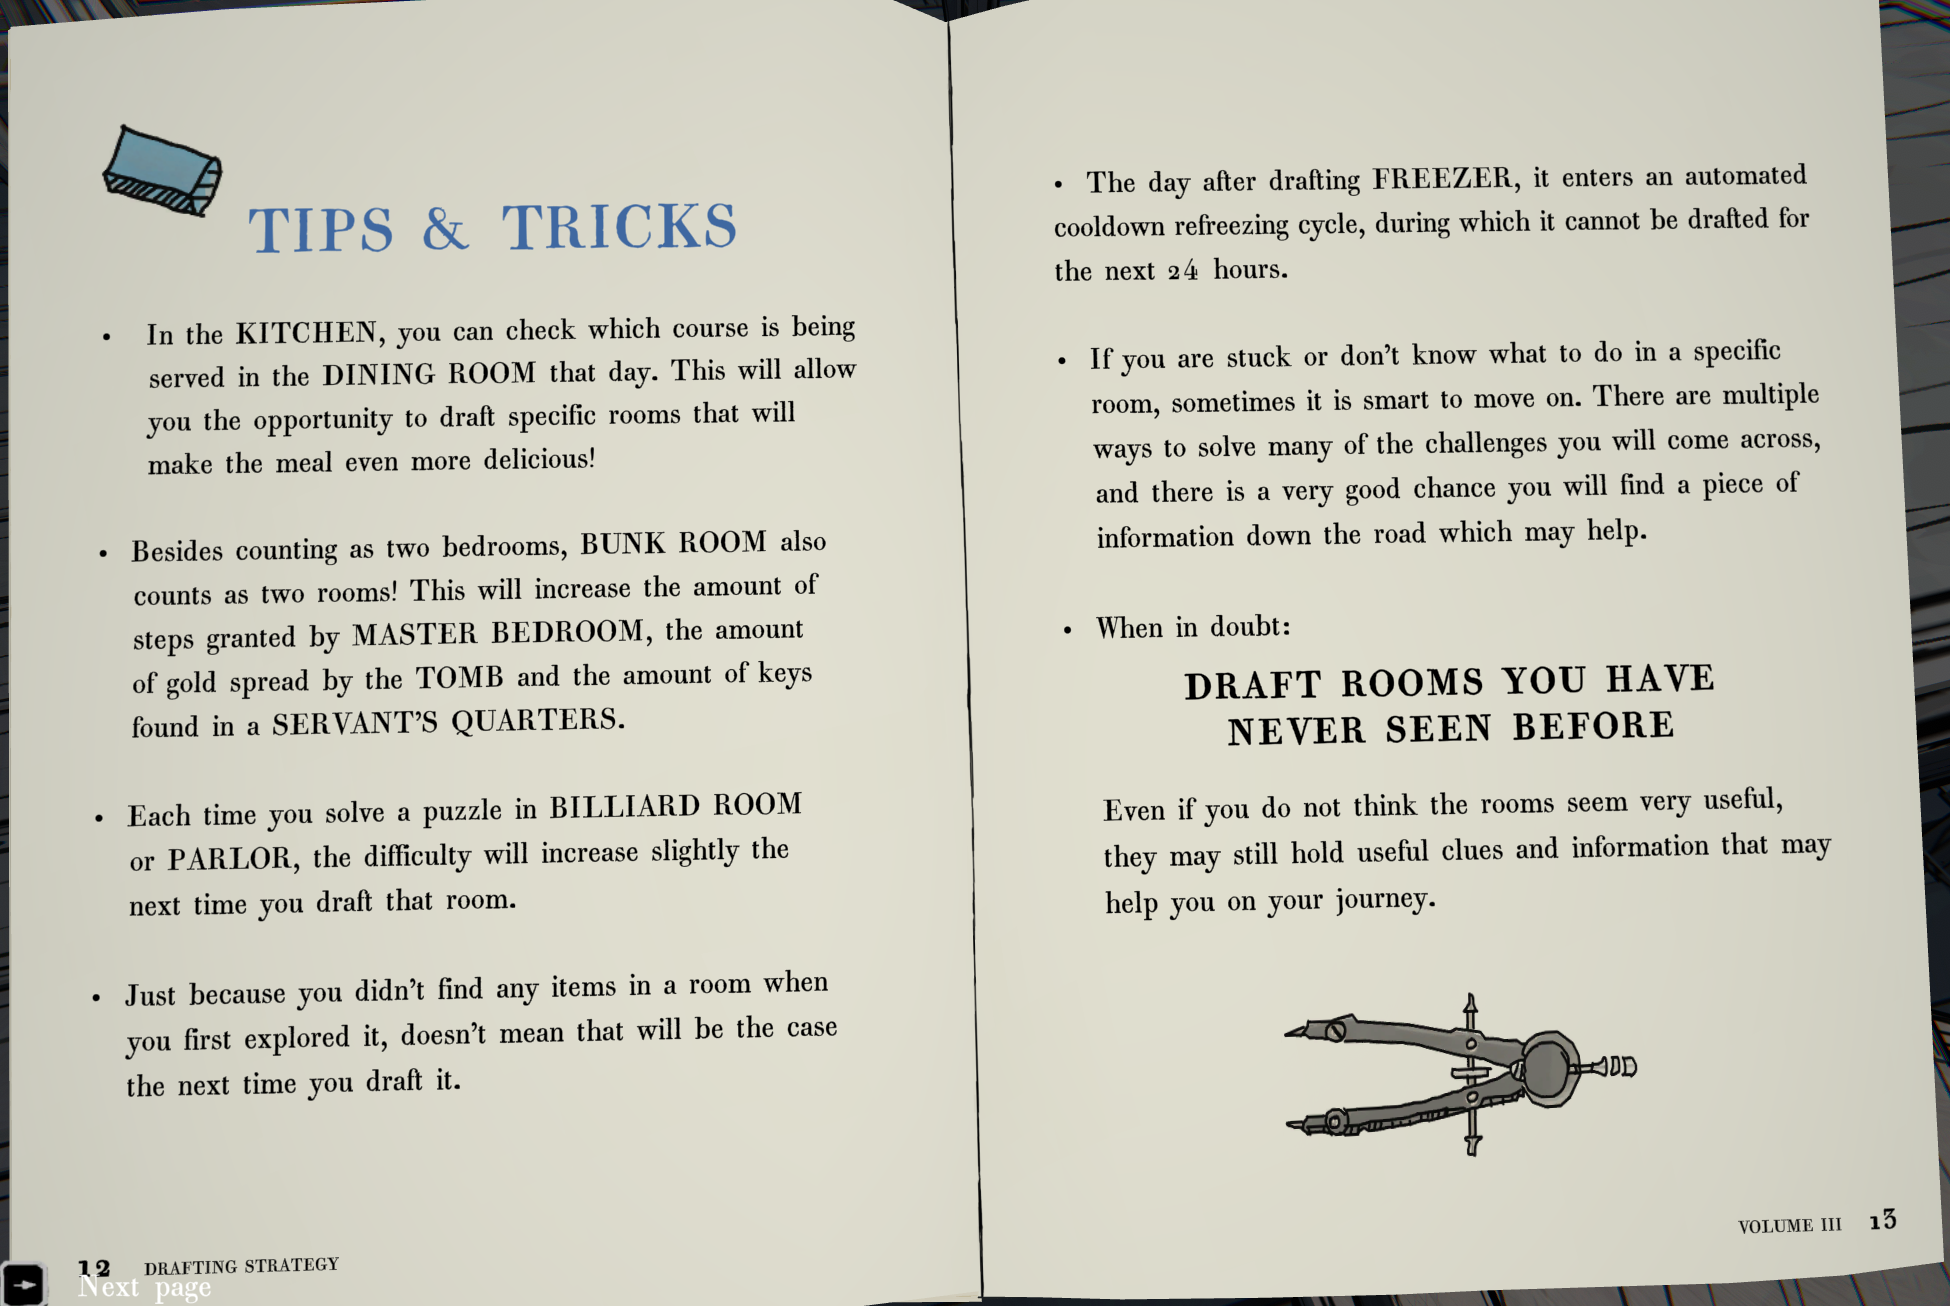 TIPS & TRICKS
• In the KITCHEN, you can check which course is being
served in the DINING ROOM that day. This will allow
you the opportunity to draft specific rooms that will
make the meal even more delicious!
• Besides counting as two bedrooms, BUNK ROOM also
counts as two rooms! This will increase the amount of
steps granted by MASTER BEDROOM, the amount
of gold spread by the TOMB and the amount of keys
found in a SERVANT'S QUARTERS.
• Each time you solve a puzzle in BILLIARD ROOM
or PARLOR, the difficulty will increase slightly the
next time you draft that room.
• Just because you didn't find any items in a room when
you first explored it, doesn't mean that will be the case
the next time you draft it.
12 DRAFTING STRATEGY
Next page
• The day after drafting FREEZER, it enters an automated
cooldown refreezing cycle, during which it cannot be drafted for
the next 24 hours.
• If you are stuck or don't know what to do in a specific
room, sometimes it is smart to move on. There are multiple
ways to solve many of the challenges you will come across,
and there is a very good chance you will find a piece of
information down the road which may help.
• When in doubt:
DRAFT ROOMS YOU HAVE
NEVER SEEN BEFORE
Even if you do not think the rooms seem very useful,
they may still hold useful clues and information that may
help you on your journey.
VOLUME III 13